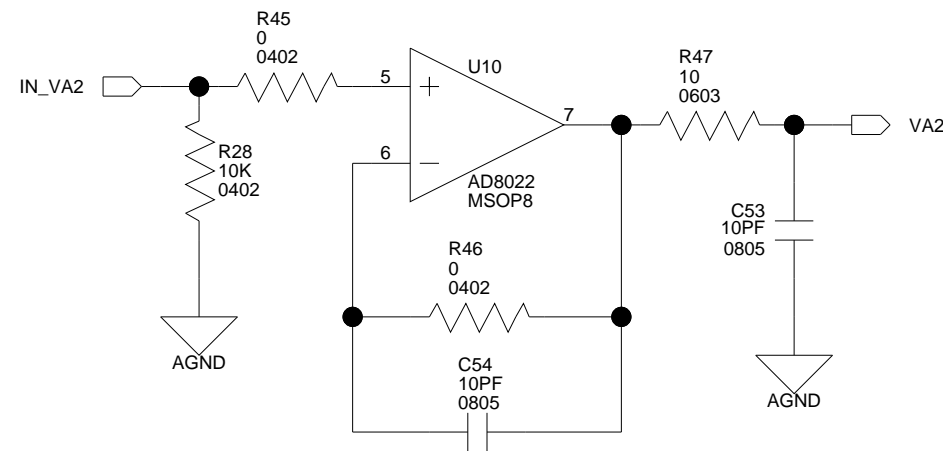 R45
0
0402
IN_VA2
5
U10
7
R47
10
0603
VA2
R28
10K
0402
6
AD8022
MSOP8
C53
10PF
0805
R46
0
0402
AGND
C54
10PF
0805
AGND